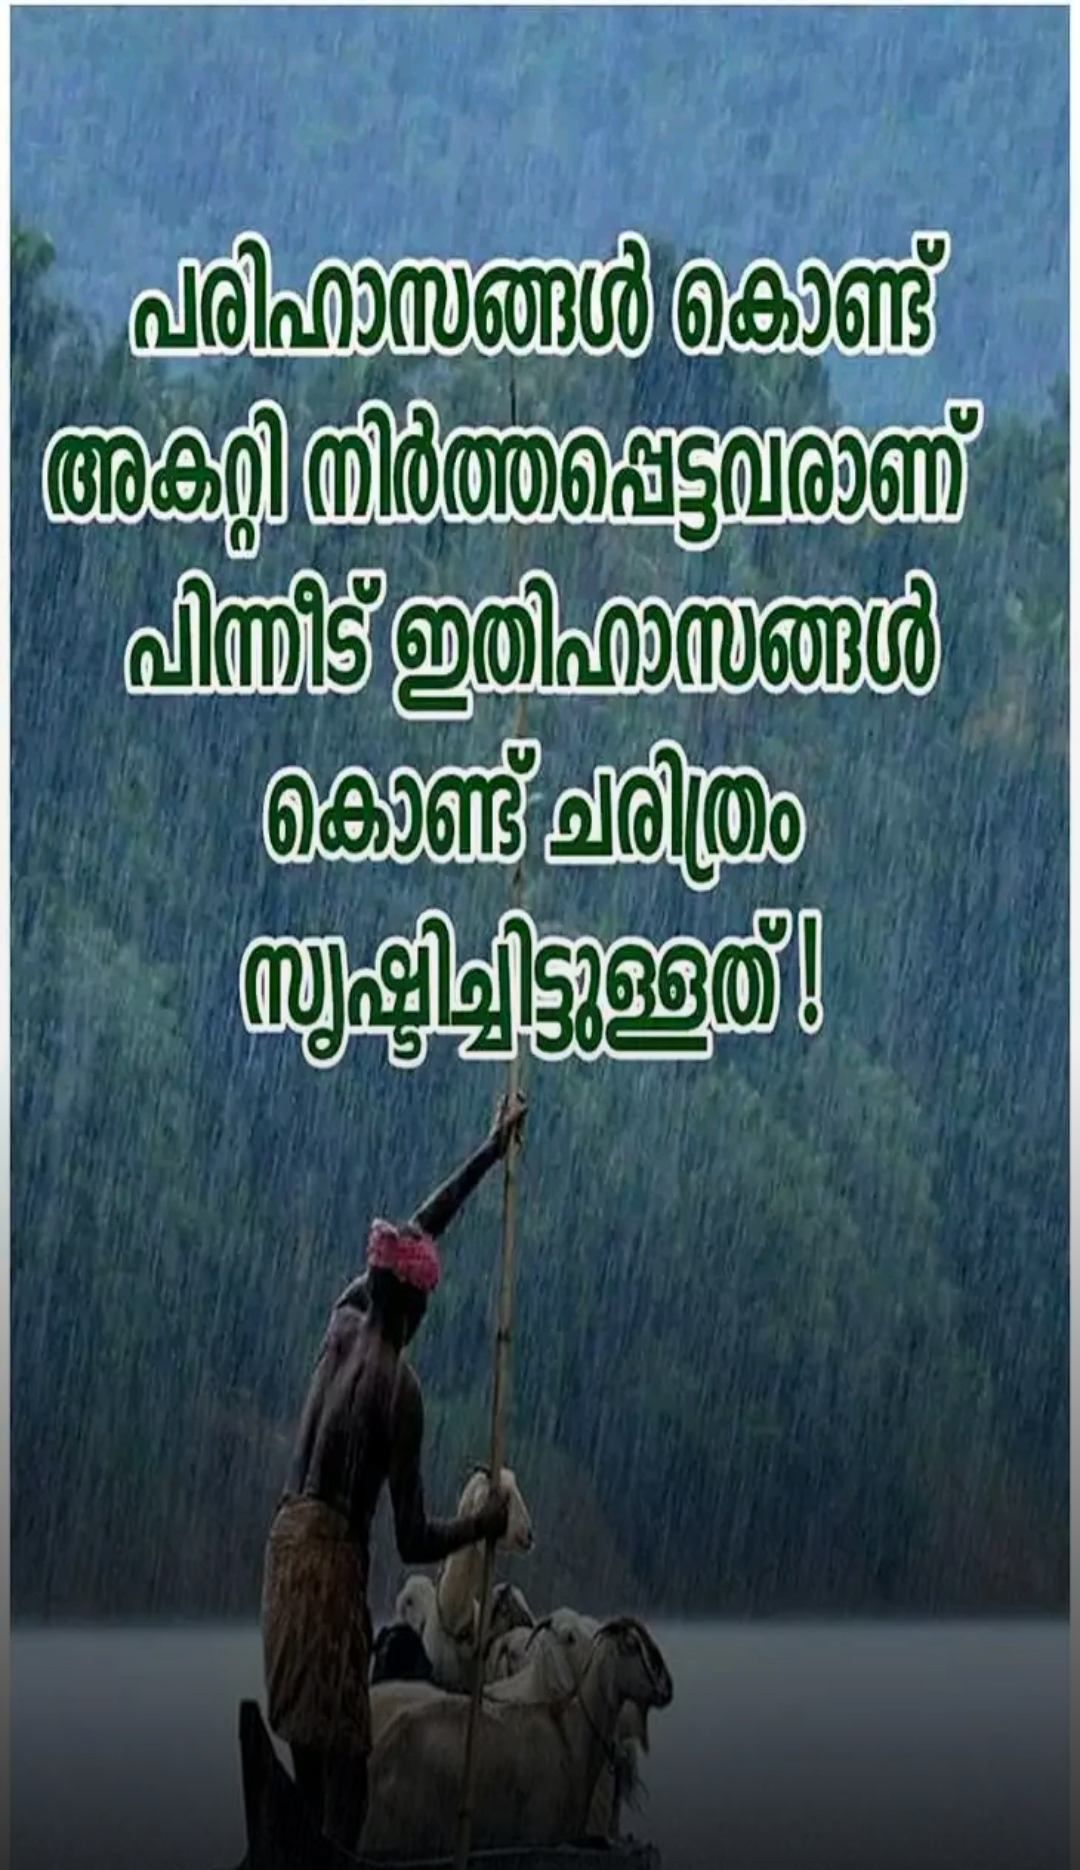 പരിഹാസങ്ങൾ കൊണ്ട്
അകറ്റി നിർത്തപ്പെട്ടവരാണ്
പിന്നീട് ഇതിഹാസങ്ങൾ
കൊണ്ട് ചരിത്രം
സൃഷ്ടിച്ചിട്ടുള്ളത് !